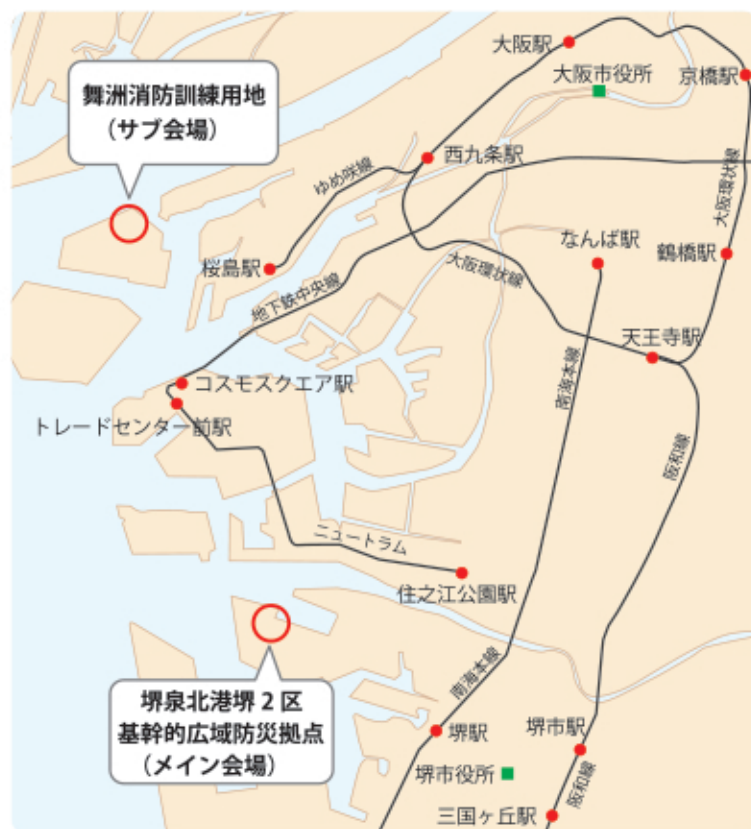 大阪駅
大阪市役所
京橋駅
舞洲消防訓練用地
（サブ会場）
西九条駅
ゆめ咲線
大阪環状線
なんば駅
鶴橋駅
桜島駅
地下鉄中央線
大阪環状線
天王寺駅
コスモスクエア駅
トレードセンター前駅
南海本線
阪和線
ニュートラム
住之江公園駅
南海本線
堺泉北港堺２区
基幹的広域防災拠点
（メイン会場）
堺駅
堺市駅
堺市役所
阪和線
三国ヶ丘駅